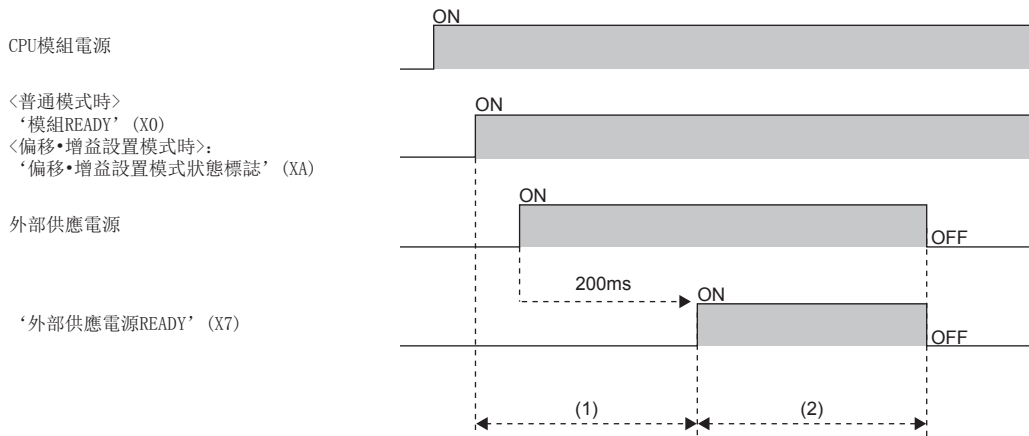 ON
CPU模組電源
<普通模式時>
‘模組READY’(X0)
<偏移•增益設置模式時>:
‘偏移•增益設置模式狀態標誌’(XA)
ON
ON
外部供應電源
OFF
200ms
ON
‘外部供應電源READY’(X7)
OFF
(1)
(2)